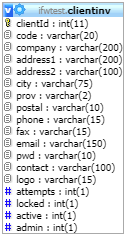 ifwtest.clientinv
clientId : int(11)
code : varchar(20)
company : varchar(200)
address1 : varchar(200)
address2 : varchar(100)
city : varchar(75)
prov : varchar(2)
postal : varchar(10)
phone : varchar(15)
fax : varchar(15)
email : varchar(150)
pwd : varchar(10)
contact : varchar(100)
logo : varchar(15)
# attempts : int(1)
# locked : int(1)
# active : int(1)
# admin : int(1)